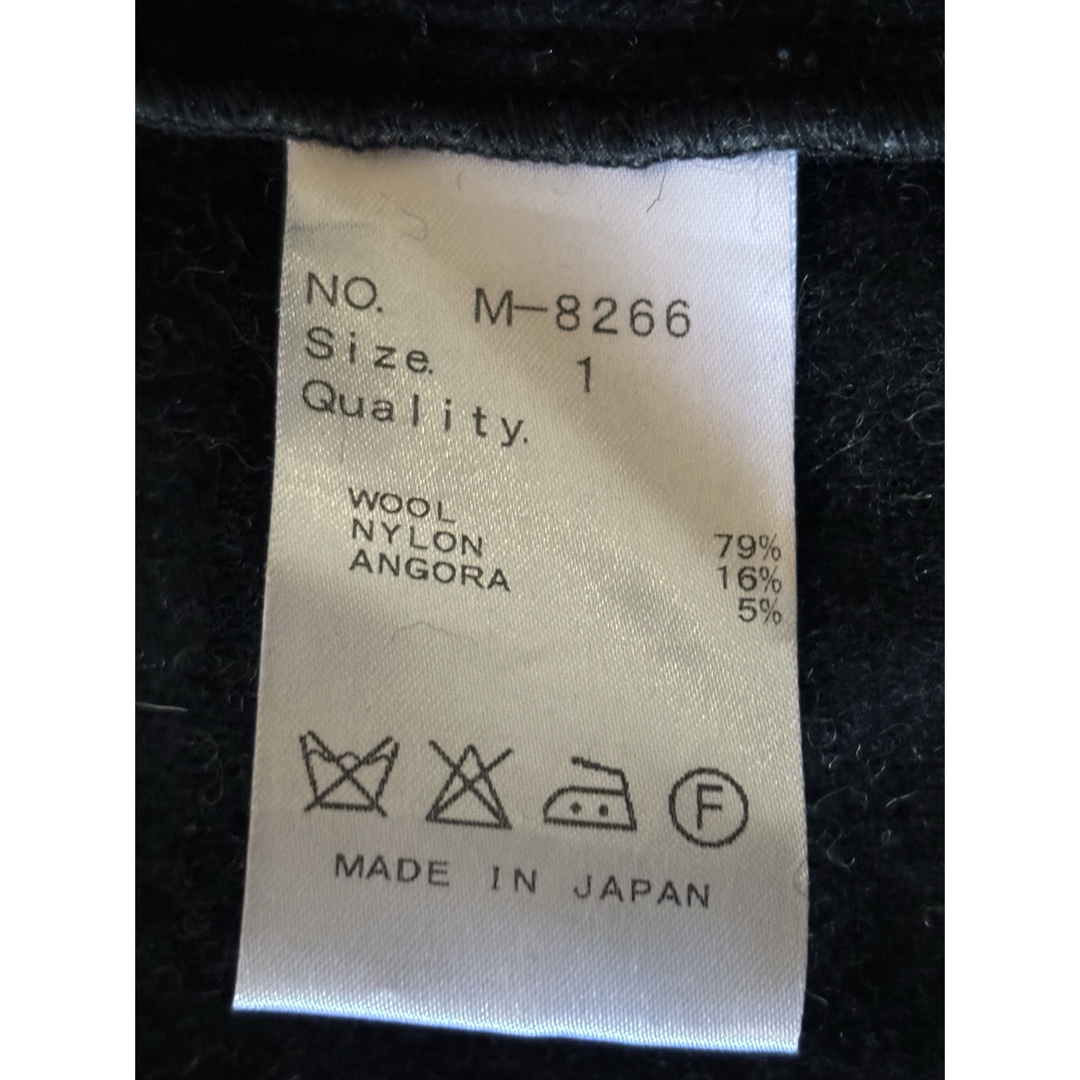 NO. M-8266
Size. 1
Quality.
WOOL 79%
NYLON 16%
ANGORA 5%
F
MADE IN JAPAN